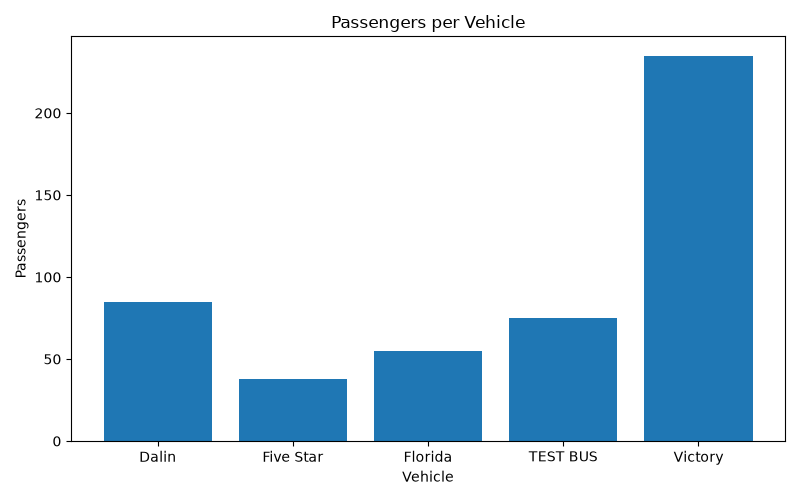 Passengers per Vehicle
200
150
100
50
0
Passengers
Dalin Five Star Florida TEST BUS Victory
Vehicle